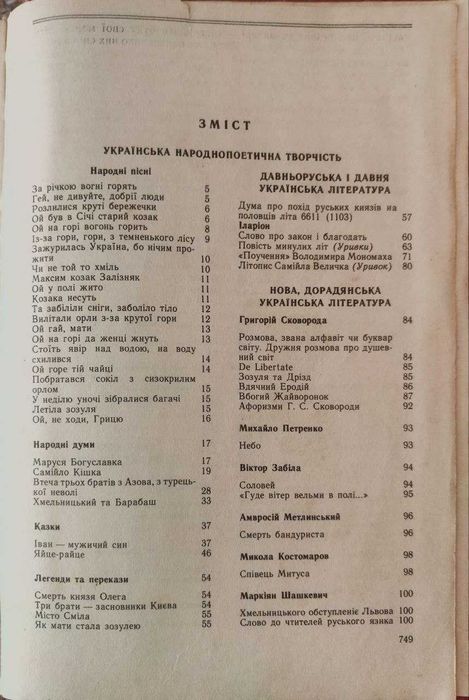 ЗМІСТ
УКРАЇНСЬКА НАРОДНОПОЕТИЧНА ТВОРЧІСТЬ
Народні пісні
За річкою вогні горять 5
Гей, не дивуйте, добрії люди 5
Розлилися круті бережечки 6
Ой був в Січі старий козак 6
Ой на горі вогонь горить 8
Із-за гори, гори, з темненького лісу 9
Зажурилась Україна, бо нічим про-
жити 10
Чи не той то хміль 10
Максим козак Залізняк 11
Ой у полі жито 11
Козака несуть 11
Та забіліли сніги, заболіло тіло 12
Вилітали орли з-за крутої гори 12
Ой гай, мати 13
Ой на горі да женці жнуть 13
Стоїть явір над водою, на воду
схилився 14
Ой горе тій чайці 14
Побратався сокіл з сизокрилим
орлом 15
У неділю уночі зібралися багачі 15
Летіла зозуля 15
Ой, не ходи, Грицю 16
Народні думи 17
Маруся Богуславка 17
Самійло Кішка 19
Втеча трьох братів з Азова, з турець-
кої неволі 28
Хмельницький та Барабаш 33
Казки 37
Іван — мужичий син 37
Яйце-райце 46
Легенди та перекази 54
Смерть князя Олега 54
Три брати — засновники Києва 54
Місто Сміла 55
Як мати стала зозулею 55
ДАВНЬОРУСЬКА І ДАВНЯ
УКРАЇНСЬКА ЛІТЕРАТУРА
Дума про похід руських князів на
половців літа 6611 (1103) 57
Іларіон
Слово про закон і благодать 60
Повість минулих літ (Уривки) 63
«Поучення» Володимира Мономаха 71
Літопис Самійла Величка (Уривок) 80
НОВА, ДОРАДЯНСЬКА
УКРАЇНСЬКА ЛІТЕРАТУРА
Григорій Сковорода 84
Розмова, звана алфавіт чи буквар
світу. Дружня розмова про душев-
ний світ 84
De Libertate 85
Зозуля та Дрізд 85
Вдячний Еродій 86
Вбогий Жайворонок 87
Афоризми Г. С. Сковороди 92
Михайло Петренко 93
Небо 93
Віктор Забіла 94
Соловей 94
«Гуде вітер вельми в полі...» 95
Амвросій Метлинський 96
Смерть бандуриста 96
Микола Костомаров 98
Співець Митуса 98
Маркіян Шашкевич 100
Хмельницького обступленіє Львова 100
Слово до чтителей руського язика 100
749